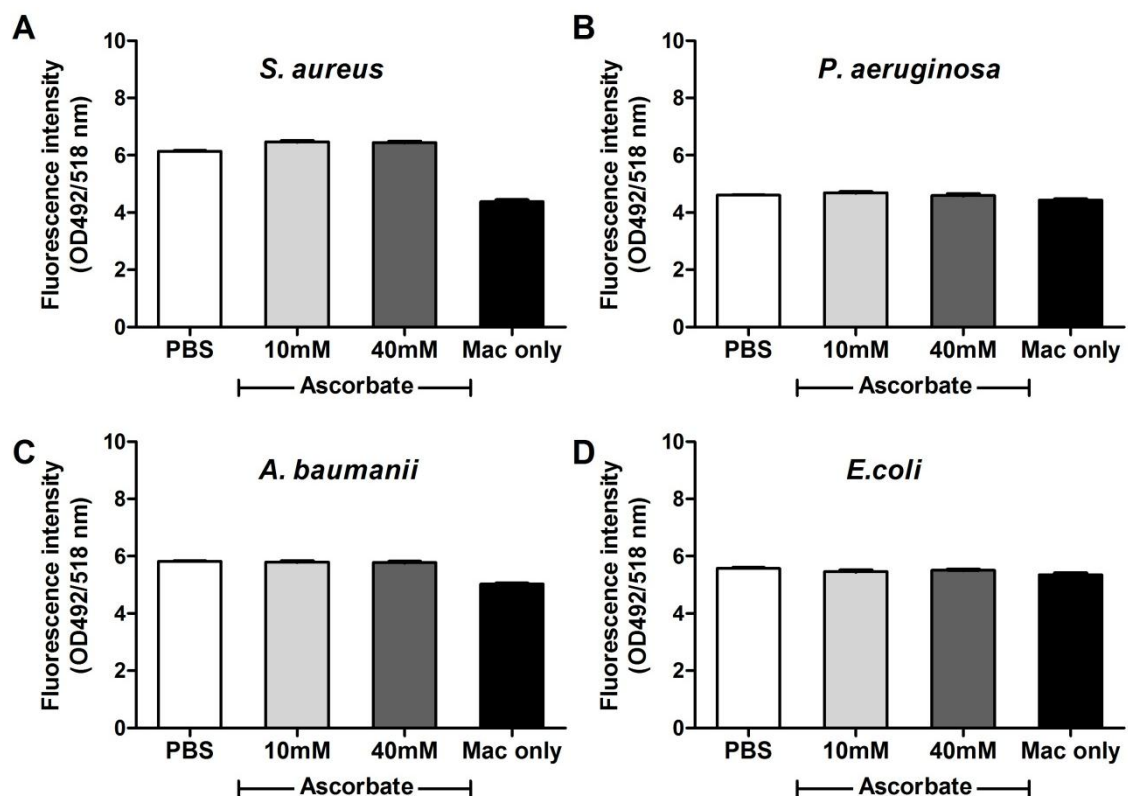 A
S. aureus
Fluorescence intensity
(OD492/518 nm)
10
8
6
4
2
0
PBS
10mM
40mM
Mac only
Ascorbate
B
P. aeruginosa
Fluorescence intensity
(OD492/518 nm)
10
8
6
4
2
0
PBS
10mM
40mM
Mac only
Ascorbate
C
A. baumanii
Fluorescence intensity
(OD492/518 nm)
10
8
6
4
2
0
PBS
10mM
40mM
Mac only
Ascorbate
D
E.coli
Fluorescence intensity
(OD492/518 nm)
10
8
6
4
2
0
PBS
10mM
40mM
Mac only
Ascorbate